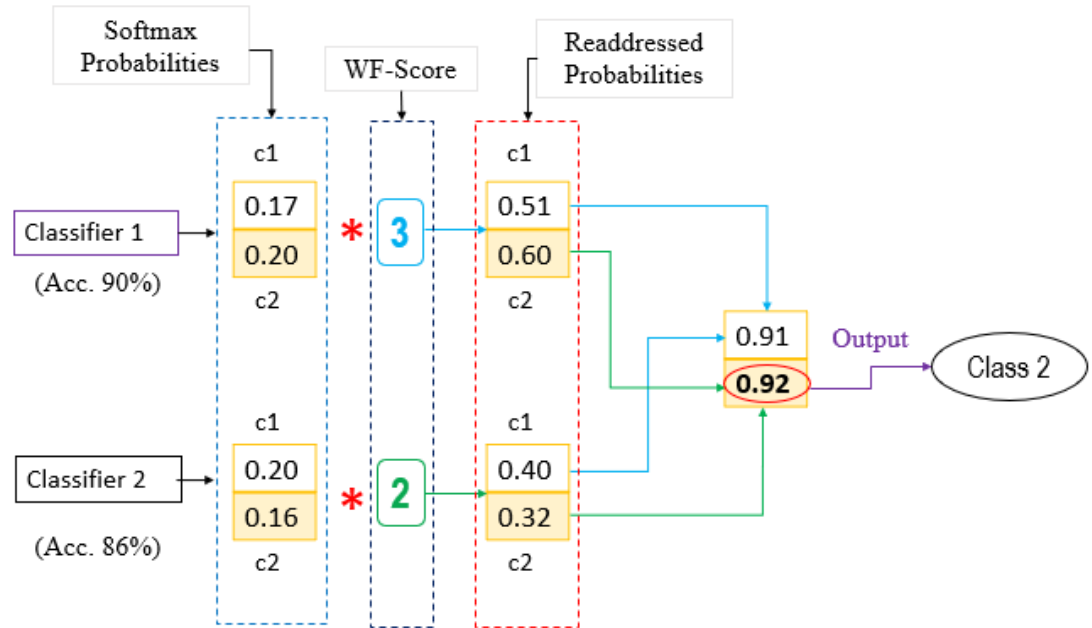 Softmax
Probabilities
WF-Score
Readdressed
Probabilities
c1
c1
0.17
0.51
Classifier 1
*
3
0.20
0.60
(Acc. 90%)
c2
c2
0.91
Output
0.92
Class 2
c1
c1
0.20
0.40
Classifier 2
*
2
0.16
0.32
(Acc. 86%)
c2
c2